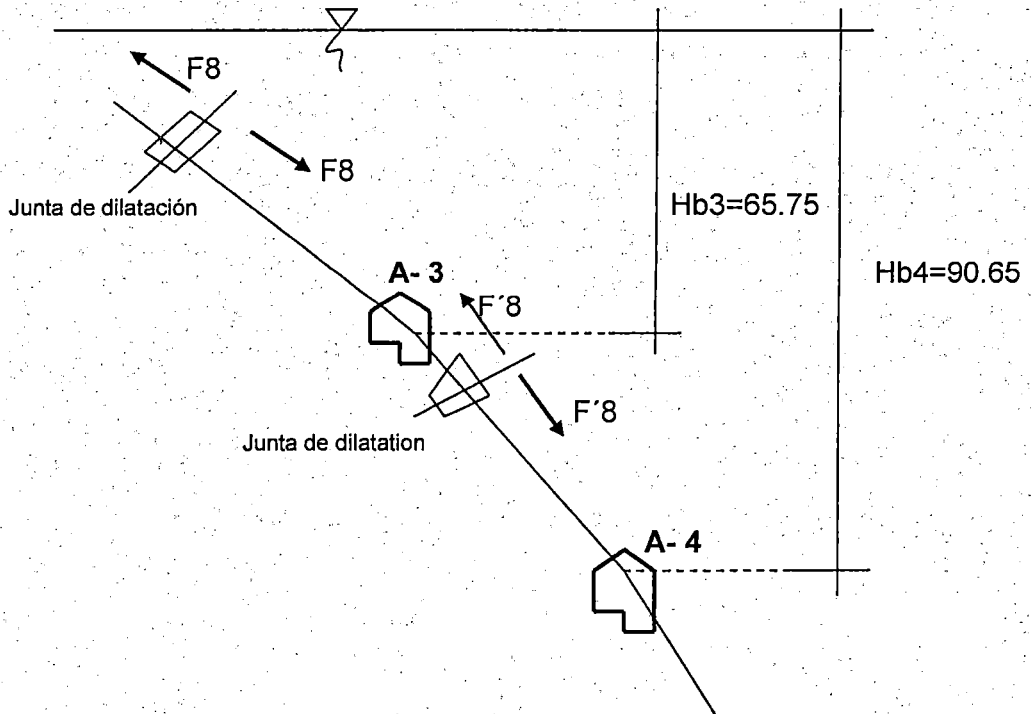 F8
F8
Junta de dilatación
Hb3=65.75
A- 3
Hb4=90.65
F´8
F´8
Junta de dilatation
A- 4